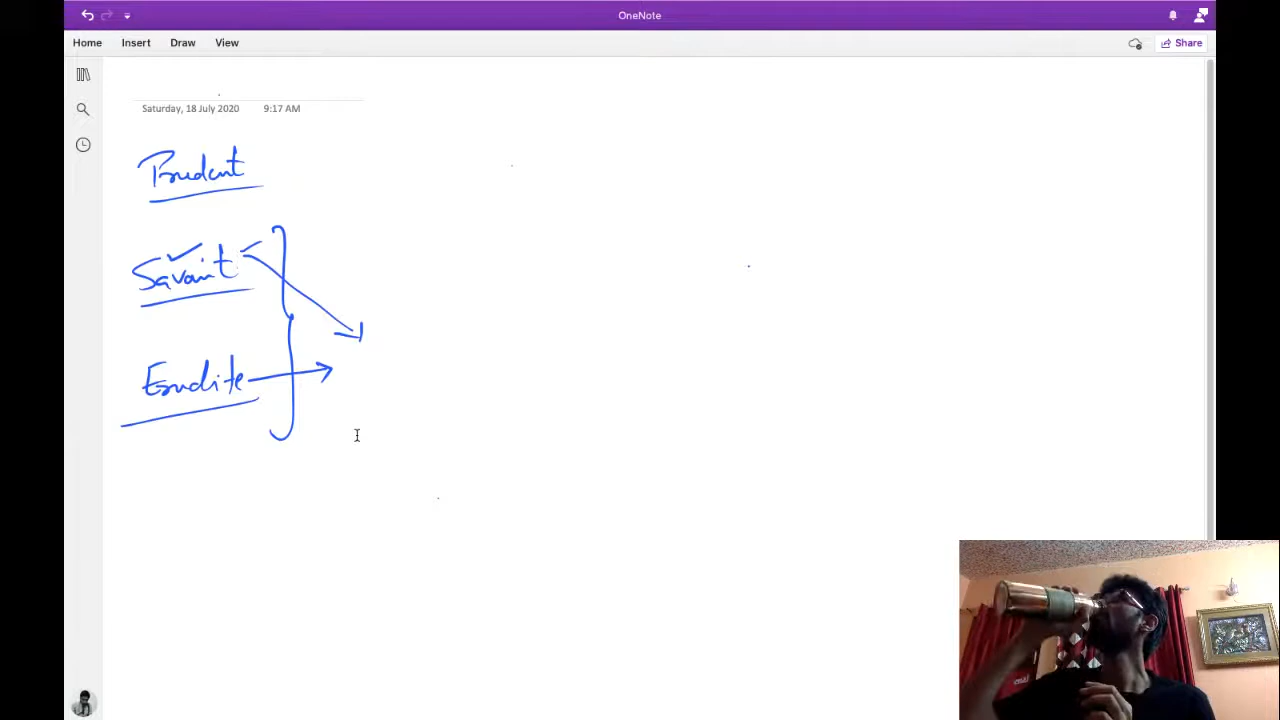 OneNote
Home Insert Draw View
Share
Saturday, 18 July 2020 9:17 AM
Prudent
Savant
Erudite